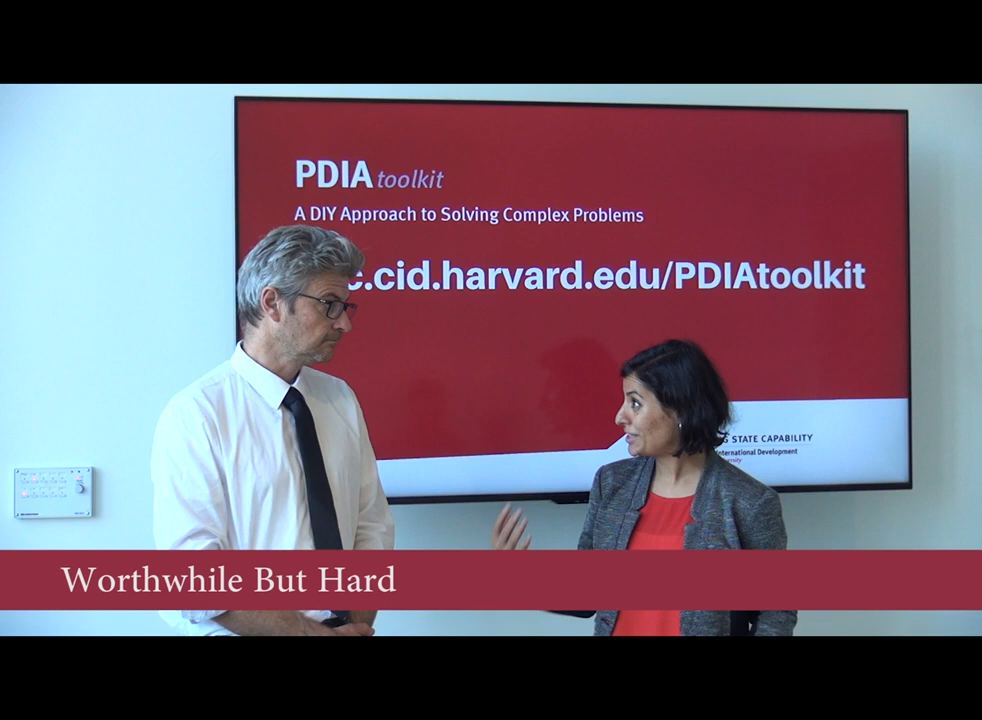 PDIA toolkit
A DIY Approach to Solving Complex Problems
c.cid.harvard.edu/PDIAtoolkit
G STATE CAPABILITY
International Development
Worthwhile But Hard